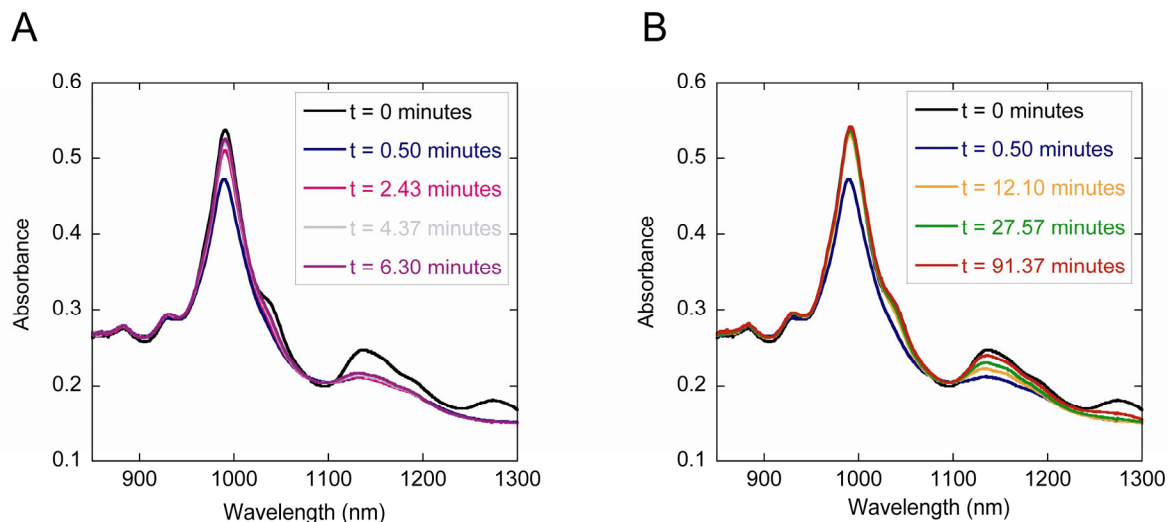 A
B
0.6
0.5
0.4
0.3
0.2
0.1
Absorbance
t = 0 minutes
t = 0.50 minutes
t = 2.43 minutes
t = 4.37 minutes
t = 6.30 minutes
900
1000
1100
1200
1300
Wavelength (nm)
0.6
0.5
0.4
0.3
0.2
0.1
Absorbance
t = 0 minutes
t = 0.50 minutes
t = 12.10 minutes
t = 27.57 minutes
t = 91.37 minutes
900
1000
1100
1200
1300
Wavelength (nm)